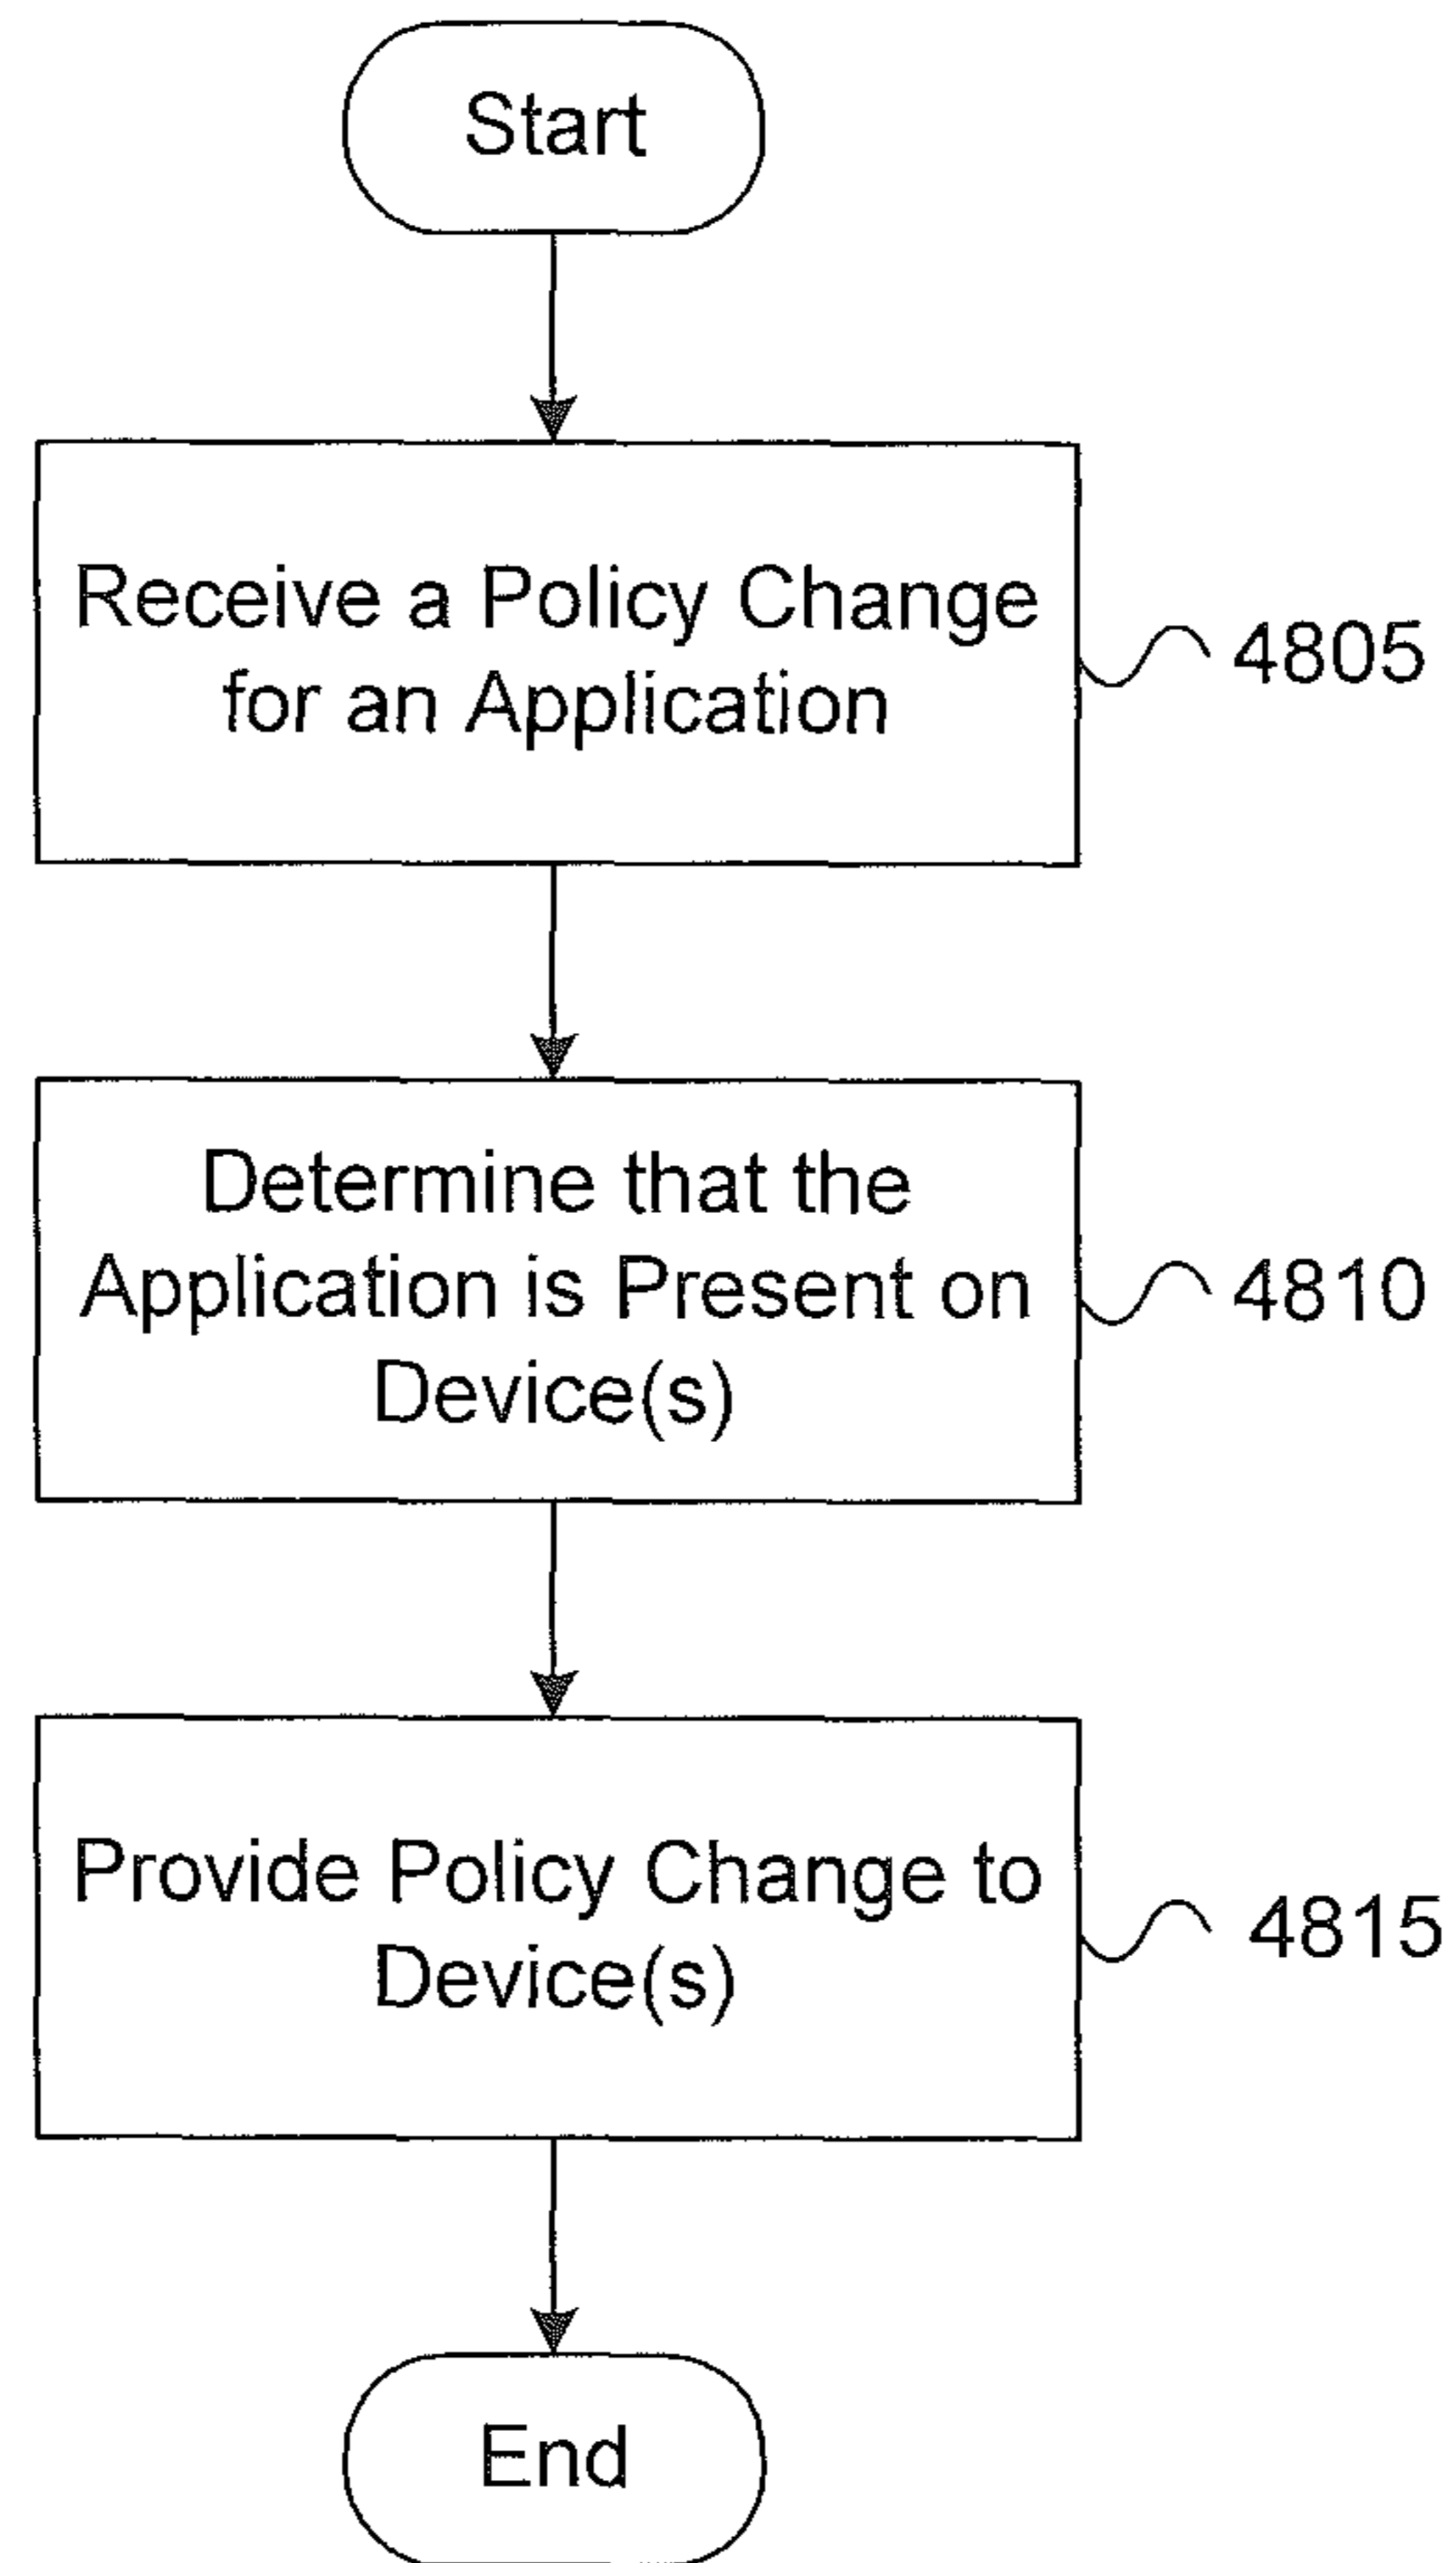 Start
Receive a Policy Change
for an Application
4805
Determine that the
Application is Present on
Device(s)
4810
Provide Policy Change to
Device(s)
4815
End